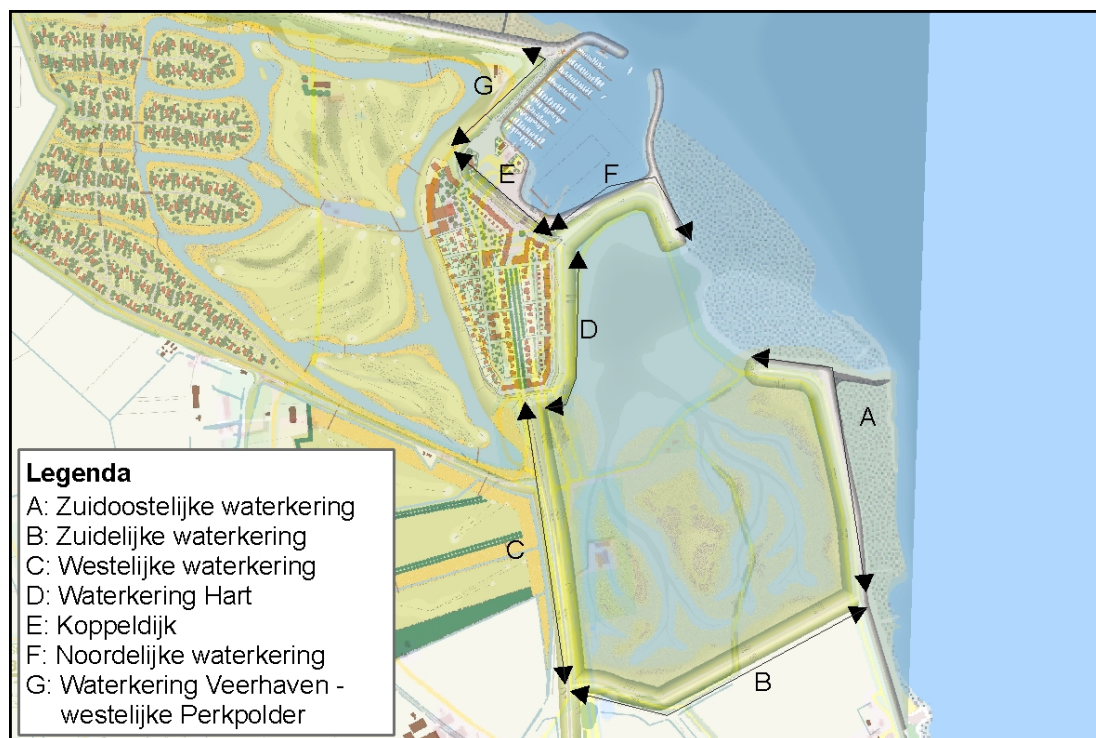 G
E
F
D
A
C
B
Legenda
A: Zuidoostelijke waterkering
B: Zuidelijke waterkering
C: Westelijke waterkering
D: Waterkering Hart
E: Koppeldijk
F: Noordelijke waterkering
G: Waterkering Veerhaven -
westelijke Perkpolder